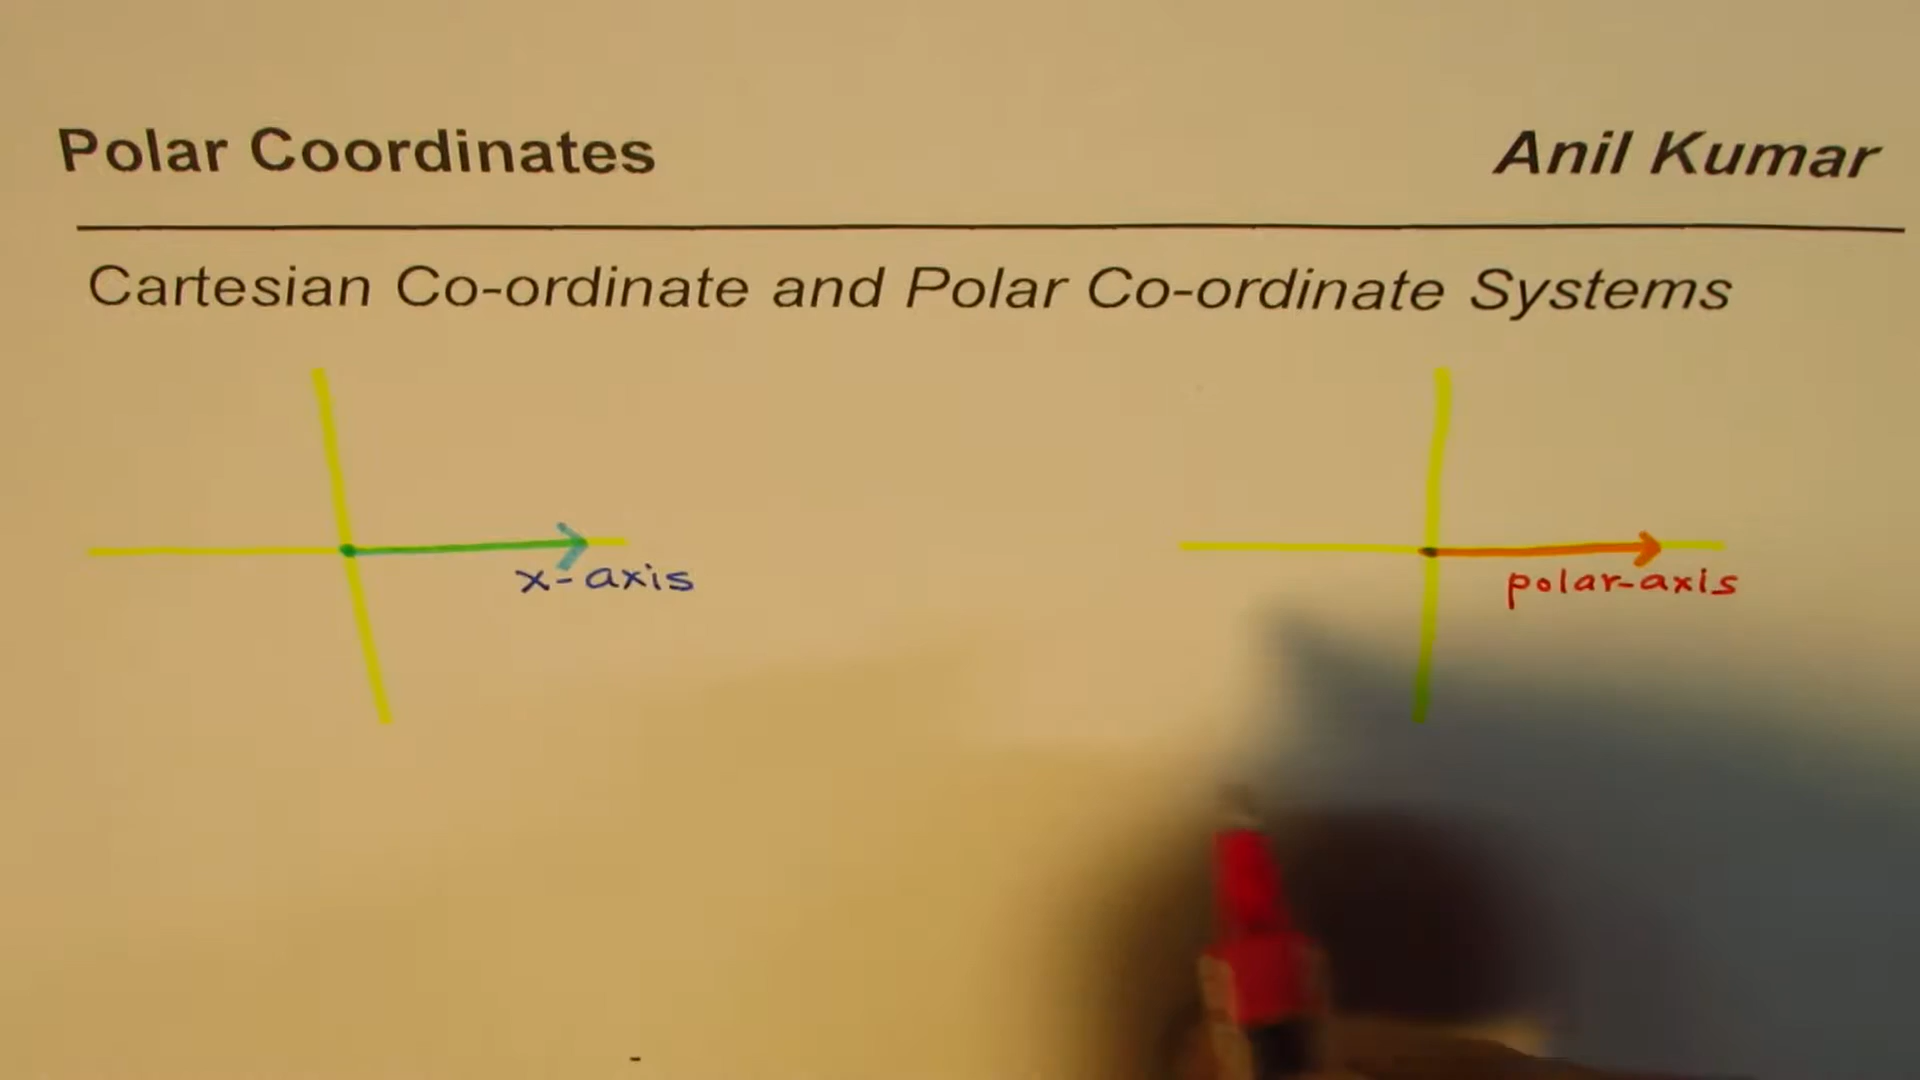 Polar Coordinates Anil Kumar
Cartesian Co-ordinate and Polar Co-ordinate Systems
x-axis
polar-axis